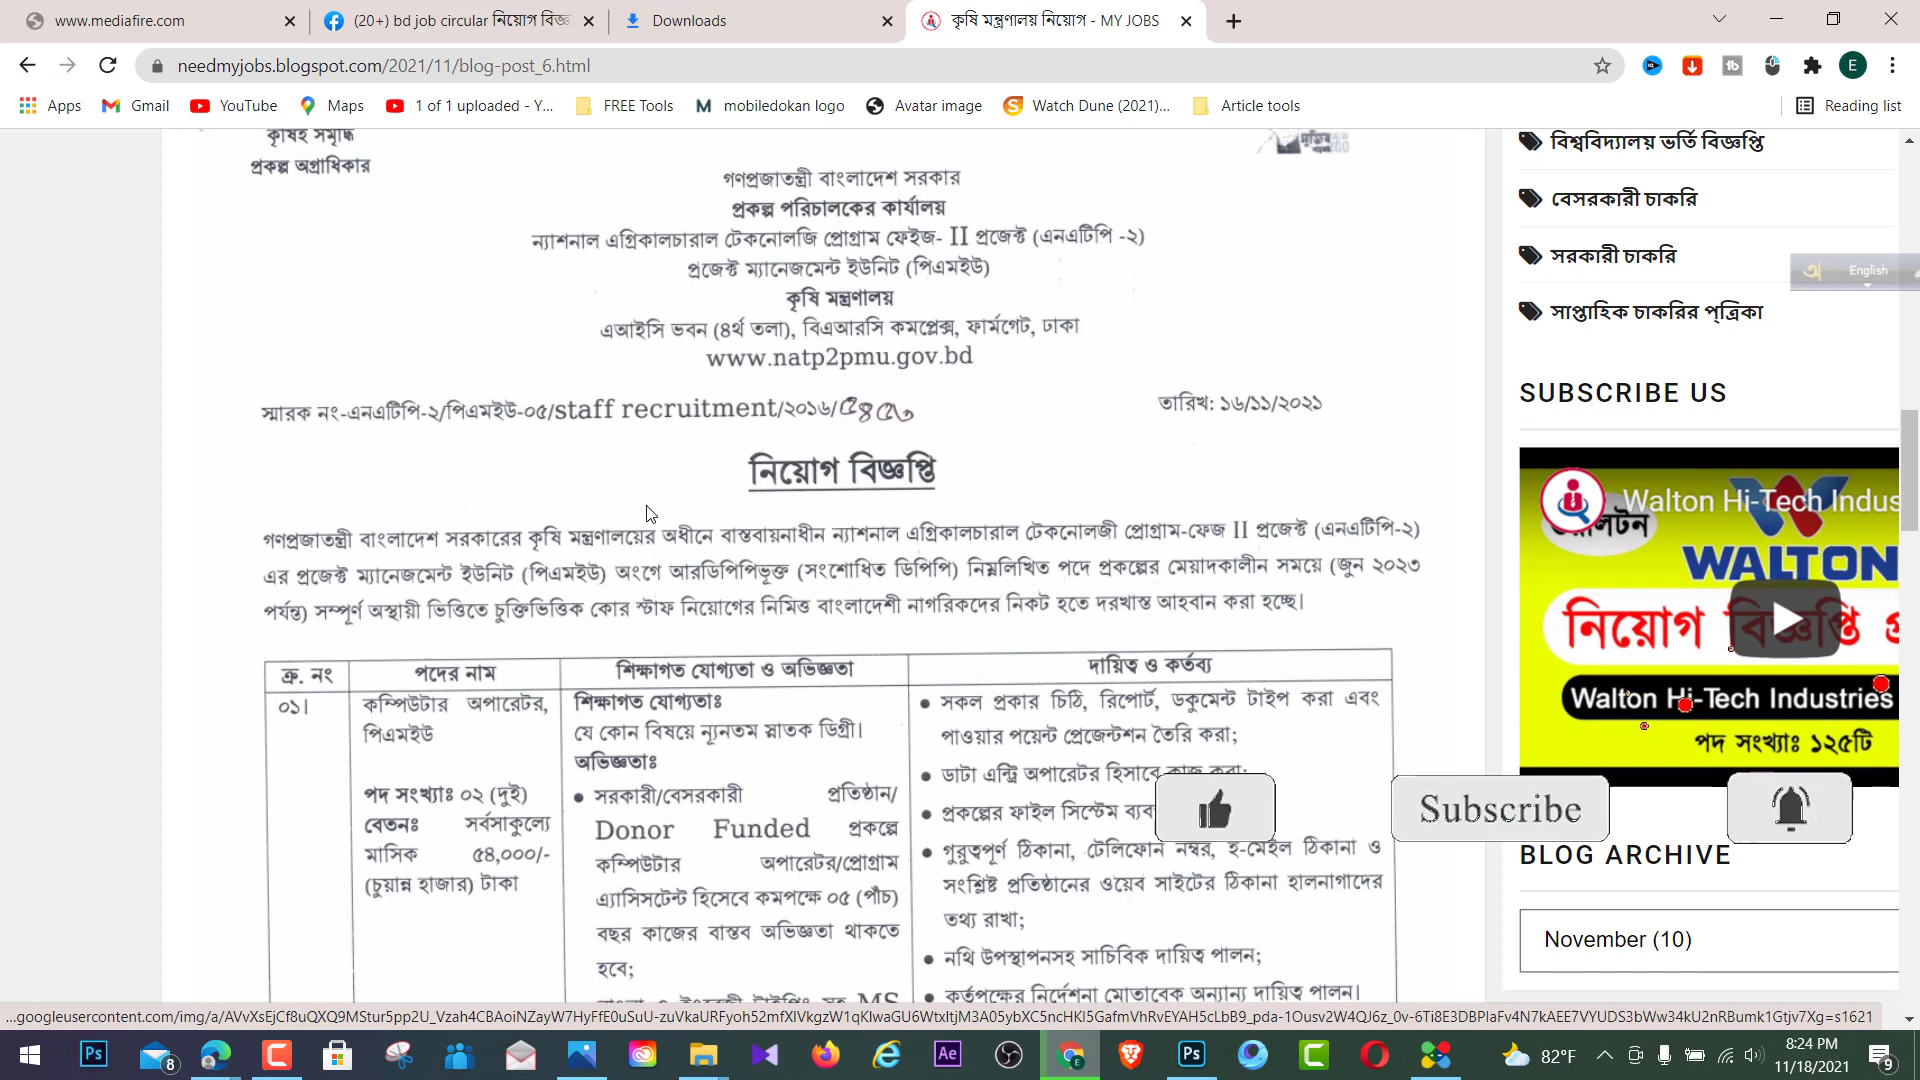 www.mediafire.com
(20+) bd job circular নিয়োগ বিজ্ঞ
Downloads
কৃষি মন্ত্রণালয় নিয়োগ - MY JOBS
needmyjobs.blogspot.com/2021/11/blog-post_6.html
E
Apps
Gmail
YouTube
Maps
1 of 1 uploaded - Y...
FREE Tools
mobiledokan logo
Avatar image
Watch Dune (2021)...
Article tools
Reading list
কৃষিই সমৃদ্ধি
প্রকল্প অগ্রাধিকার
গণপ্রজাতন্ত্রী বাংলাদেশ সরকার
প্রকল্প পরিচালকের কার্যালয়
ন্যাশনাল এগ্রিকালচারাল টেকনোলজি প্রোগ্রাম ফেইজ- II প্রজেক্ট (এনএটিপি -২)
প্রজেক্ট ম্যানেজমেন্ট ইউনিট (পিএমইউ)
কৃষি মন্ত্রণালয়
এআইসি ভবন (৪র্থ তলা), বিএআরসি কমপ্লেক্স, ফার্মগেট, ঢাকা
www.natp2pmu.gov.bd
স্মারক নং-এনএটিপি-২/পিএমইউ-০৫/staff recruitment/২০১৬/
তারিখ: ১৬/১১/২০২১
নিয়োগ বিজ্ঞপ্তি
গণপ্রজাতন্ত্রী বাংলাদেশ সরকারের কৃষি মন্ত্রণালয়ের অধীনে বাস্তবায়নাধীন ন্যাশনাল এগ্রিকালচারাল টেকনোলজী প্রোগ্রাম-ফেজ II প্রজেক্ট (এনএটিপি-২)
এর প্রজেক্ট ম্যানেজমেন্ট ইউনিট (পিএমইউ) অংগে আরডিপিপিভূক্ত (সংশোধিত ডিপিপি) নিম্নলিখিত পদে প্রকল্পের মেয়াদকালীন সময়ে (জুন ২০২৩
পর্যন্ত) সম্পূর্ণ অস্থায়ী ভিত্তিতে চুক্তিভিত্তিক কোর স্টাফ নিয়োগের নিমিত্ত বাংলাদেশী নাগরিকদের নিকট হতে দরখাস্ত আহবান করা হচ্ছে।
ক্র. নং
পদের নাম
শিক্ষাগত যোগ্যতা ও অভিজ্ঞতা
দায়িত্ব ও কর্তব্য
০১।
কম্পিউটার অপারেটর,
পিএমইউ
পদ সংখ্যাঃ ০২ (দুই)
বেতনঃ সর্বসাকুল্যে
মাসিক ৫৪,০০০/-
(চুয়ান্ন হাজার) টাকা
শিক্ষাগত যোগ্যতাঃ
যে কোন বিষয়ে ন্যূনতম স্নাতক ডিগ্রী।
অভিজ্ঞতাঃ
● সরকারী/বেসরকারী প্রতিষ্ঠান/
Donor Funded প্রকল্পে
কম্পিউটার অপারেটর/প্রোগ্রাম
এ্যাসিসটেন্ট হিসেবে কমপক্ষে ০৫ (পাঁচ)
বছর কাজের বাস্তব অভিজ্ঞতা থাকতে
হবে;
MS
● সকল প্রকার চিঠি, রিপোর্ট, ডকুমেন্ট টাইপ করা এবং
পাওয়ার পয়েন্ট প্রেজেন্টশন তৈরি করা;
● ডাটা এন্ট্রি অপারেটর হিসাবে কাজ করা;
● প্রকল্পের ফাইল সিস্টেম ব্যব
● গুরুত্বপূর্ণ ঠিকানা, টেলিফোন নম্বর, ই-মেইল ঠিকানা ও
সংশ্লিষ্ট প্রতিষ্ঠানের ওয়েব সাইটের ঠিকানা হালনাগাদের
তথ্য রাখা;
● নথি উপস্থাপনসহ সাচিবিক দায়িত্ব পালন;
● কর্তপক্ষের নির্দেশনা মোতাবেক অন্যান্য দায়িত্ব পালন।
বিশ্ববিদ্যালয় ভর্তি বিজ্ঞপ্তি
বেসরকারী চাকরি
সরকারী চাকরি
সাপ্তাহিক চাকরির প্ত্রিকা
অ English
SUBSCRIBE US
Walton Hi-Tech Indus
WALTON
Walton Hi-Tech Industries
পদ সংখ্যাঃ ১২৫টি
Subscribe
BLOG ARCHIVE
November (10)
8
82°F
8:24 PM
11/18/2021
9